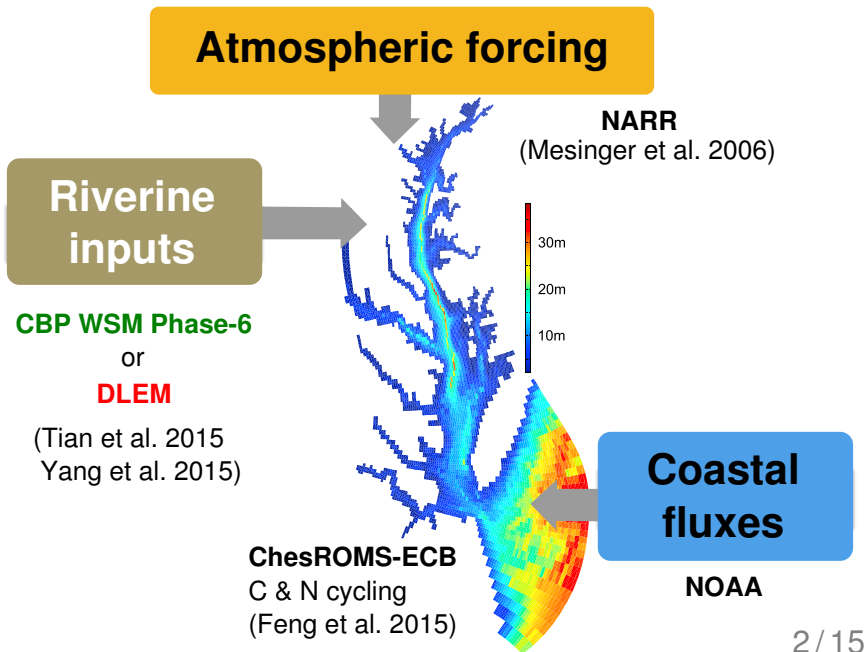 Atmospheric forcing
NARR
(Mesinger et al. 2006)
Riverine
inputs
30m
20m
10m
CBP WSM Phase-6
or
DLEM
(Tian et al. 2015
Yang et al. 2015)
Coastal
fluxes
NOAA
ChesROMS-ECB
C & N cycling
(Feng et al. 2015)
2 / 15